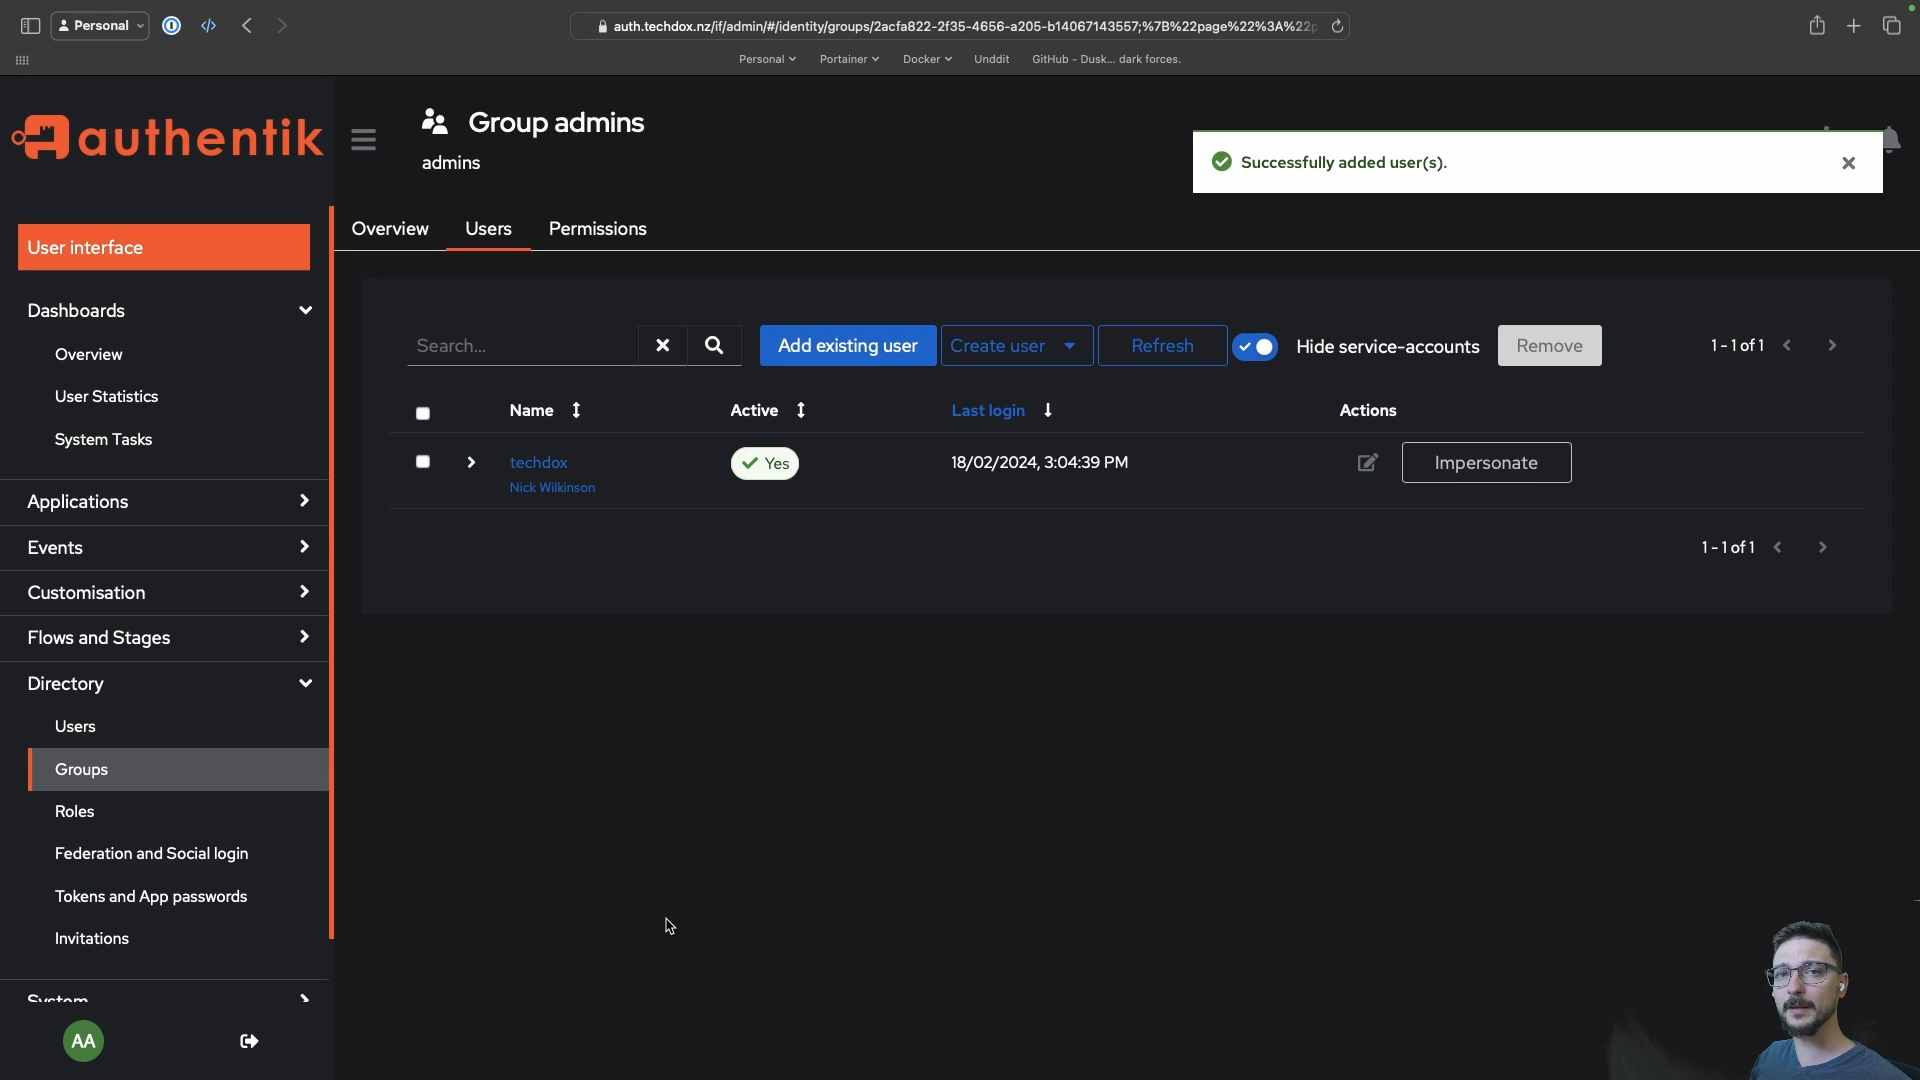 Personal
auth.techdox.nz/if/admin/#/identity/groups/2acfa822-2f35-4656-a205-b14067143557;%7B%22page%22%3A%22p
Personal
Portainer
Docker
Unddit
GitHub - Dusk... dark forces.
authentik
Group admins
admins
Successfully added user(s).
Overview
Users
Permissions
User interface
Dashboards
Overview
User Statistics
System Tasks
Applications
Events
Customisation
Flows and Stages
Directory
Users
Groups
Roles
Federation and Social login
Tokens and App passwords
Invitations
System
AA
Search...
Add existing user
Create user
Refresh
Hide service-accounts
Remove
1 - 1 of 1
Name
Active
Last login
Actions
techdox
Nick Wilkinson
Yes
18/02/2024, 3:04:39 PM
Impersonate
1 - 1 of 1